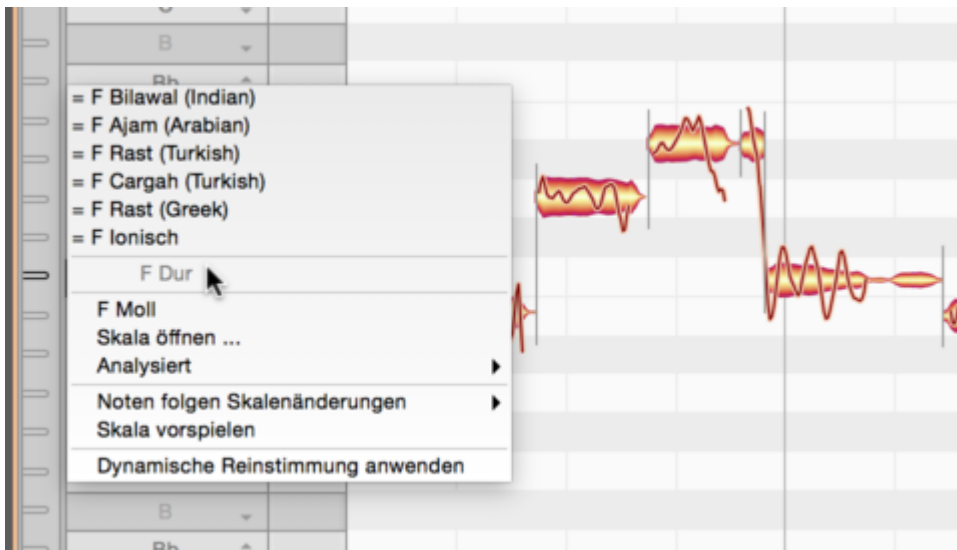 B
Bb
= F Bilawal (Indian)
= F Ajam (Arabian)
= F Rast (Turkish)
= F Cargah (Turkish)
= F Rast (Greek)
= F Ionisch
F Dur
F Moll
Skala öffnen ...
Analysiert
Noten folgen Skalenänderungen
Skala vorspielen
Dynamische Reinstimmung anwenden
B
Bb